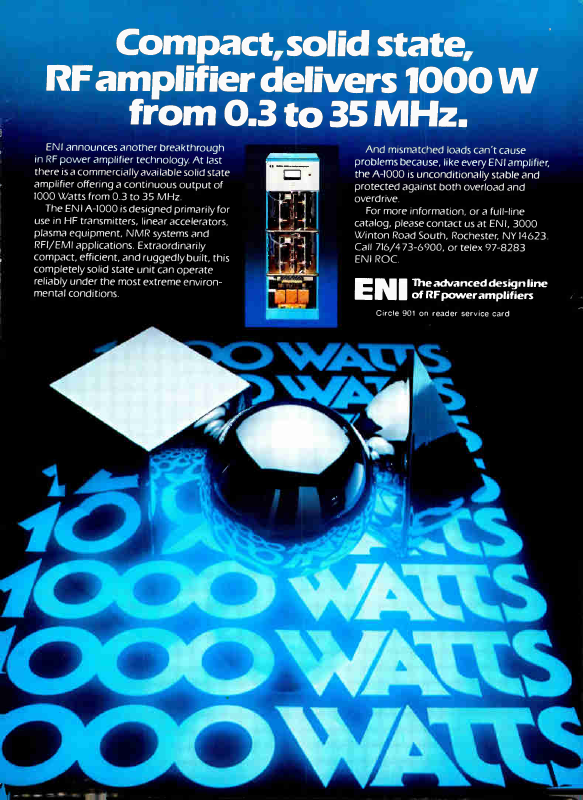 Compact, solid state,
RF amplifier delivers 1000 W
from 0.3 to 35 MHz.
ENI announces another breakthrough
in RF power amplifier technology. At last
there is a commercially available solid state
amplifier offering a continuous output of
1000 Watts from 0.3 to 35 MHz.
The ENI A-1000 is designed primarily for
use in HF transmitters, linear accelerators,
plasma equipment, NMR systems and
RFI/EMI applications. Extraordinarily
compact, efficient, and ruggedly built, this
completely solid state unit can operate
reliably under the most extreme environ-
mental conditions.
And mismatched loads can't cause
problems because, like every ENI amplifier,
the A-1000 is unconditionally stable and
protected against both overload and
overdrive.
For more information, or a full-line
catalog, please contact us at ENI, 3000
Winton Road South, Rochester, NY 14623.
Call 716/473-6900, or telex 97-8283
ENI ROC.
ENI
The advanced design line
of RF power amplifiers
Circle 901 on reader service card
1000 WATTS
WATTS
10 TS
1000 WATTS
1000 WATTS
000 WATTS